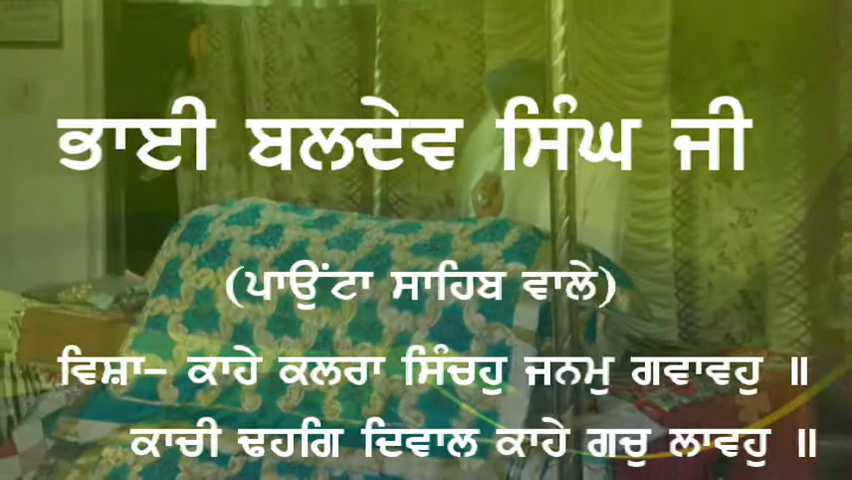 ਭਾਈ ਬਲਦੇਵ ਸਿੰਘ ਜੀ
(ਪਾਉਂਟਾ ਸਾਹਿਬ ਵਾਲੇ)
ਵਿਸ਼ਾ- ਕਾਹੇ ਕਲਰਾ ਸਿੰਚਹੁ ਜਨਮੁ ਗਵਾਵਹੁ ॥
ਕਾਚੀ ਢਹਗਿ ਦਿਵਾਲ ਕਾਹੇ ਗਚੁ ਲਾਵਹੁ ॥